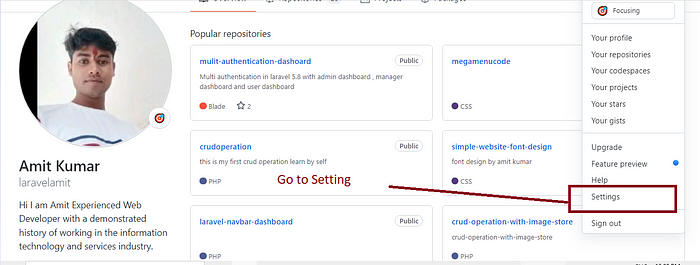 Focusing
Popular repositories
Your profile
Your repositories
Your codespaces
Your projects
Your stars
Your gists
Upgrade
Feature preview
Help
Settings
Sign out
mulit-authentication-dashoard
Public
Multi authentication in laravel 5.8 with admin dashboard , manager
dashboard and user dashboard
Blade 2
megamenucode
CSS
crudoperation
Public
this is my first crud operation learn by self
PHP
simple-website-font-design
font design by amit kumar
CSS
Go to Setting
laravel-navbar-dashboard
Public
PHP
crud-operation-with-image-store
crud-operation-with-image-store
PHP
Amit Kumar
laravelamit
Hi I am Amit Experienced Web
Developer with a demonstrated
history of working in the information
technology and services industry.